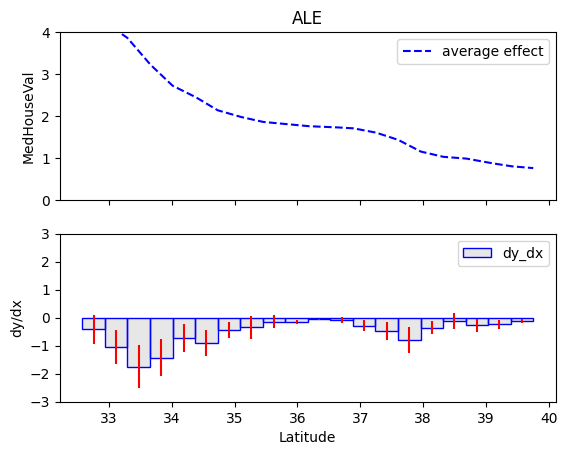 ALE
average effect
MedHouseVal
4
3
2
1
0
dy_dx
dy/dx
3
2
1
0
−1
−2
−3
33 34 35 36 37 38 39 40
Latitude